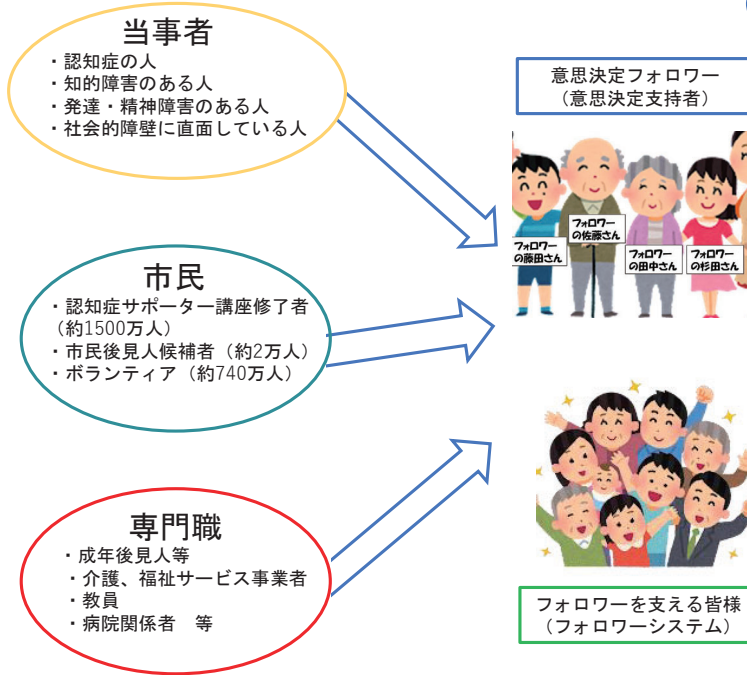 当事者
・認知症の人
・知的障害のある人
・発達・精神障害のある人
・社会的障壁に直面している人
市民
・認知症サポーター講座修了者
(約1500万人)
・市民後見人候補者（約2万人）
・ボランティア（約740万人）
専門職
・成年後見人等
・介護、福祉サービス事業者
・教員
・病院関係者　等
意思決定フォロワー
（意思決定支持者）
フォロワー
の藤田さん
フォロワー
の佐藤さん
フォロワー
の田中さん
フォロワー
の杉田さん
フォロワーを支える皆様
（フォロワーシステム）